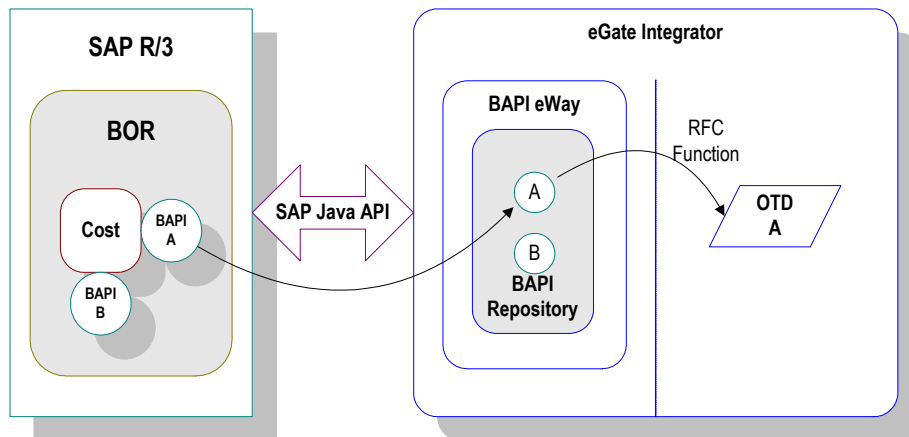 SAP R/3
BOR
Cost
BAPI
A
BAPI
B
SAP Java API
eGate Integrator
BAPI eWay
A
B
BAPI
Repository
RFC
Function
OTD
A